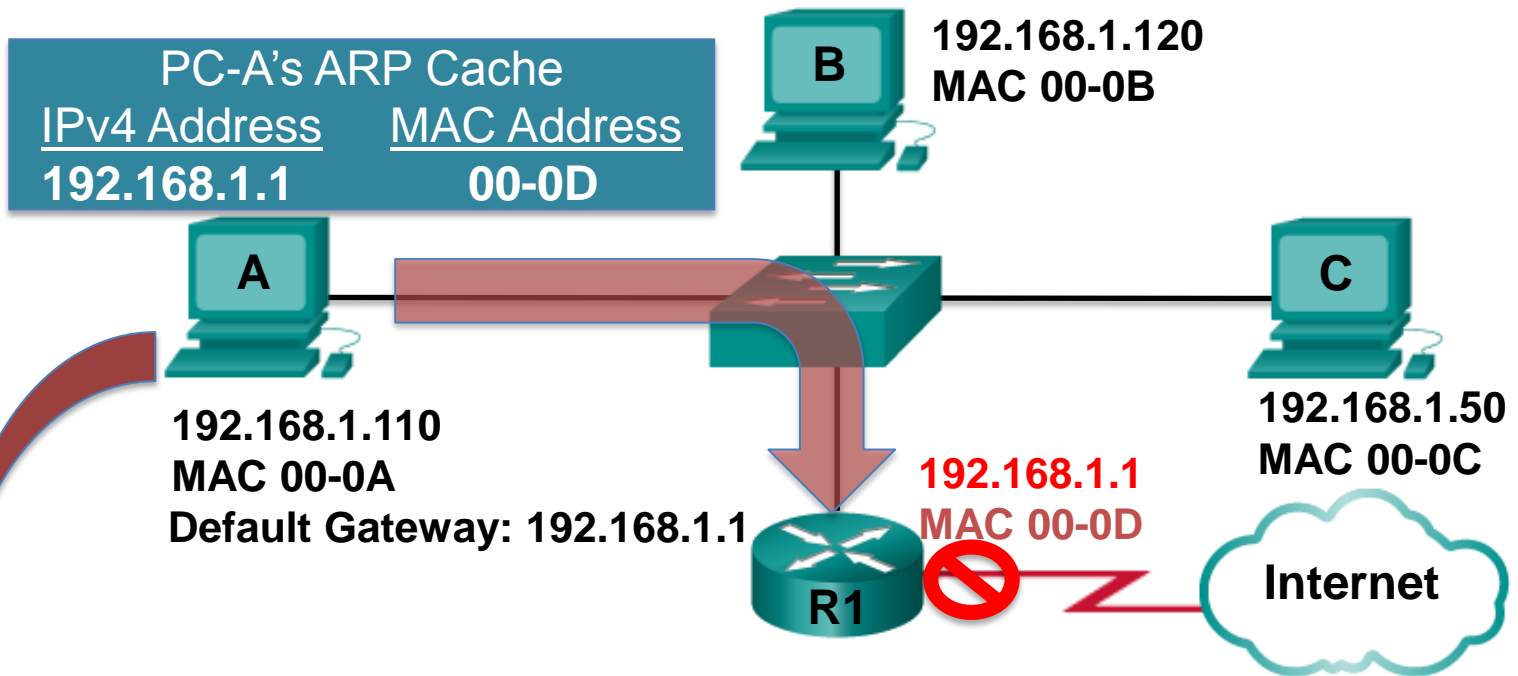 PC-A’s ARP Cache
IPv4 Address MAC Address
192.168.1.1 00-0D
B
192.168.1.120
MAC 00-0B
A
192.168.1.110
MAC 00-0A
Default Gateway: 192.168.1.1
C
192.168.1.50
MAC 00-0C
192.168.1.1
MAC 00-0D
R1
Internet